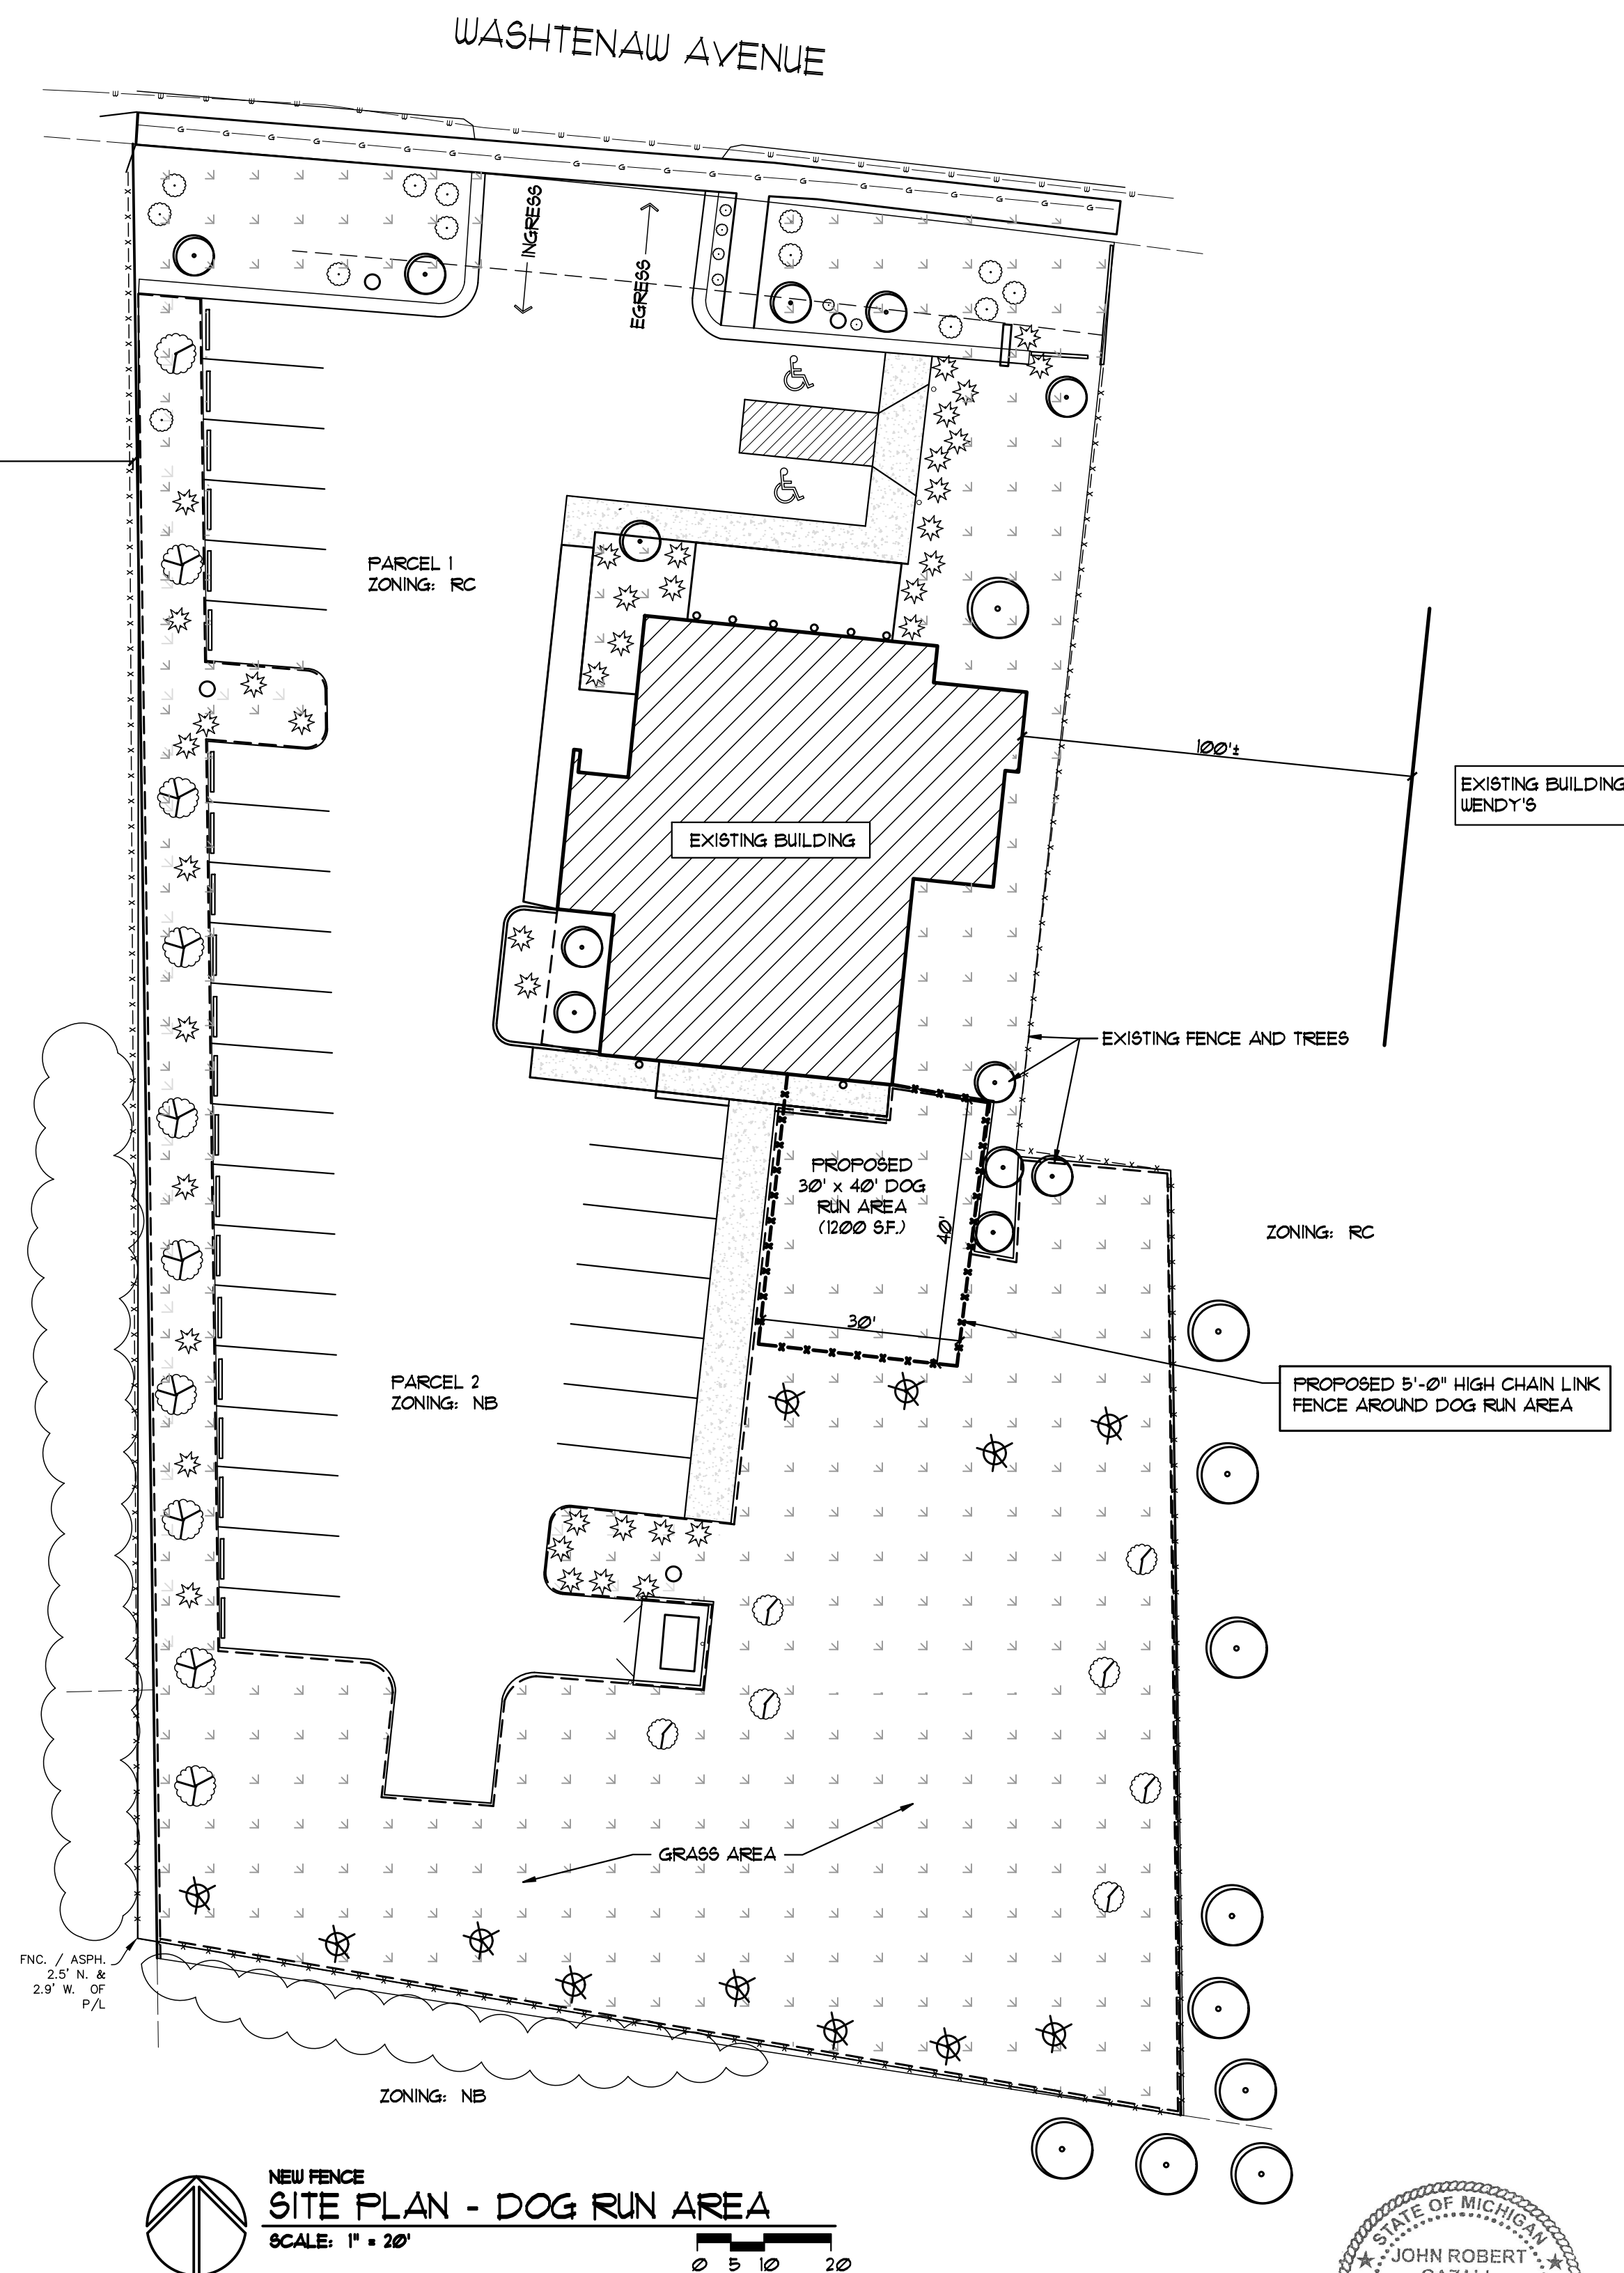 WASHTENAW AVENUE
INGRESS
EGRESS
PARCEL 1
ZONING: RC
100'±
EXISTING BUILDING
WENDY'S
EXISTING BUILDING
EXISTING FENCE AND TREES
PROPOSED
30' x 40' DOG
RUN AREA
(1200 S.F.)
40'
30'
ZONING: RC
PARCEL 2
ZONING: NB
PROPOSED 5'-0" HIGH CHAIN LINK
FENCE AROUND DOG RUN AREA
GRASS AREA
FNC. / ASPH.
2.5' N. &
2.9' W. OF
P/L
ZONING: NB
NEW FENCE
SITE PLAN - DOG RUN AREA
SCALE: 1" = 20'
0 5 10 20
STATE OF MICHIGAN
JOHN ROBERT